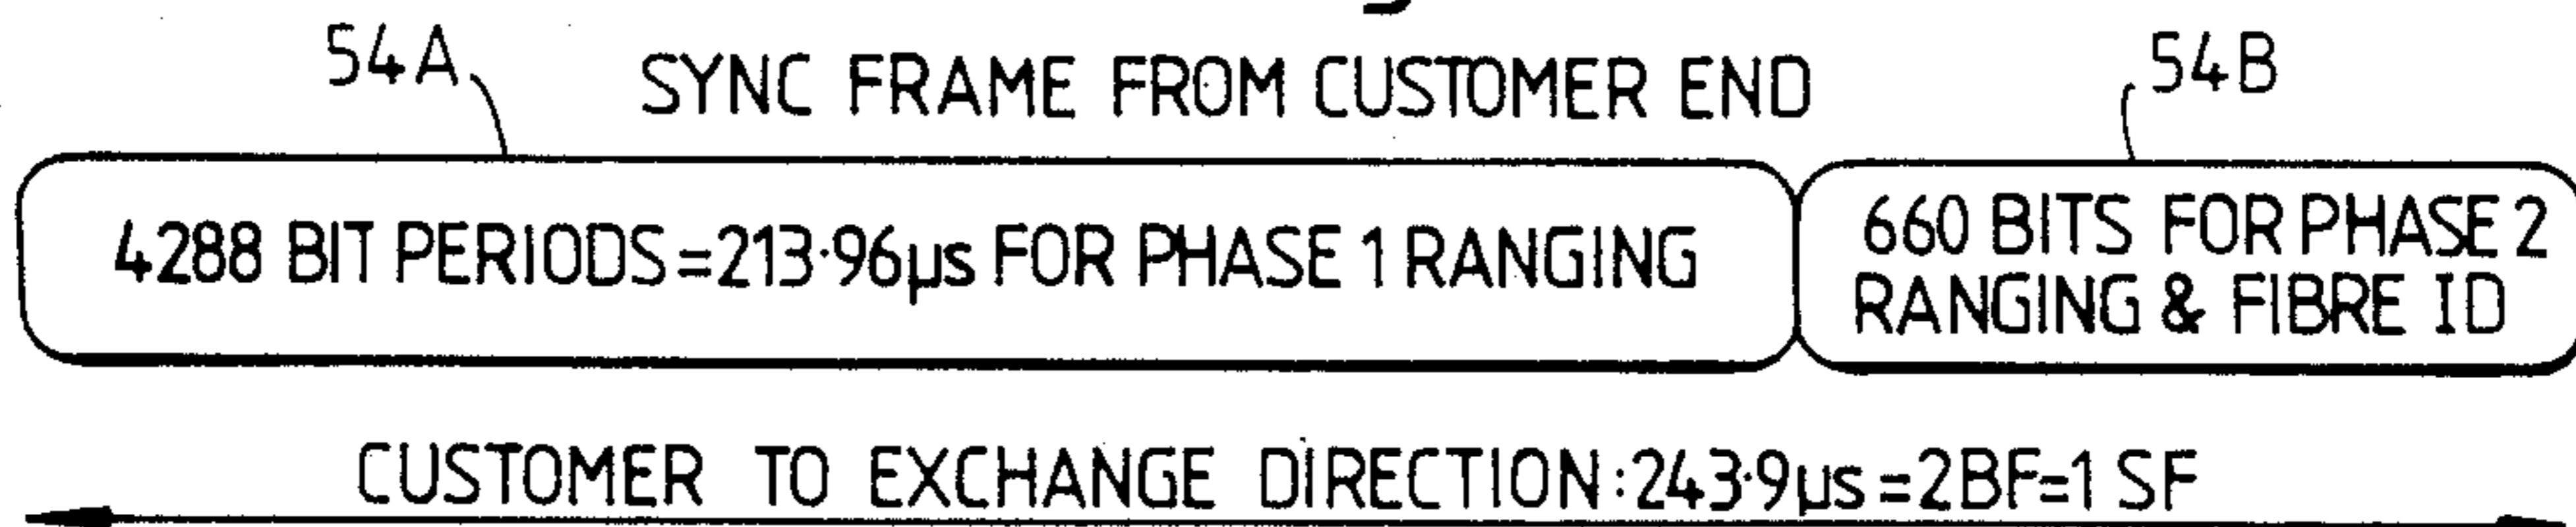 54A
SYNC FRAME FROM CUSTOMER END
54B
4288 BIT PERIODS =213·96µs FOR PHASE 1 RANGING
660 BITS FOR PHASE 2
RANGING & FIBRE ID
CUSTOMER TO EXCHANGE DIRECTION:243·9µs =2BF=1 SF